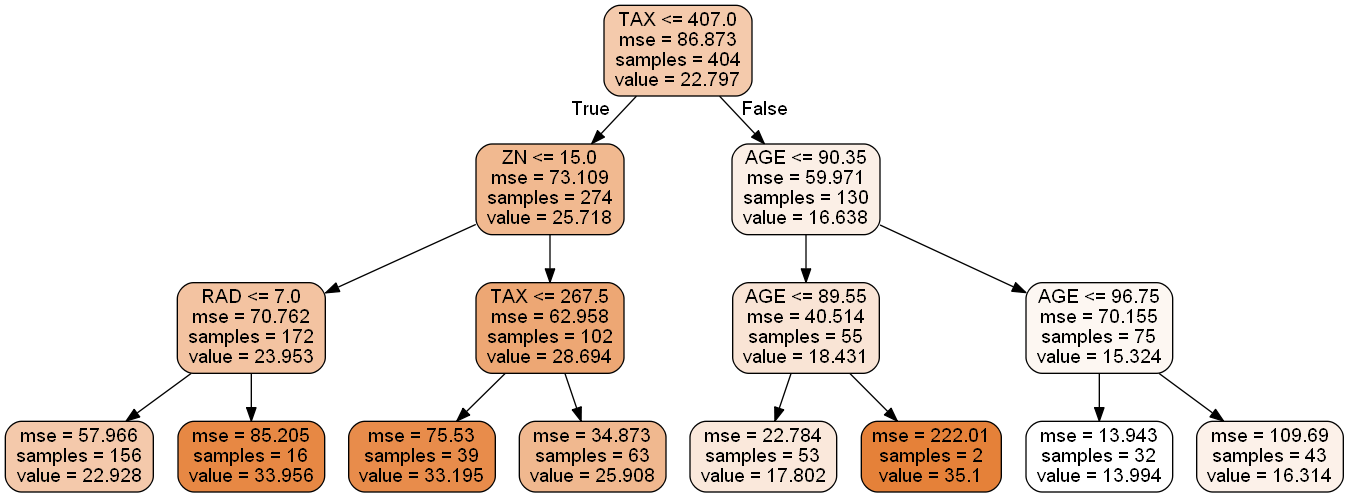 TAX <= 407.0
mse = 86.873
samples = 404
value = 22.797
True
False
ZN <= 15.0
mse = 73.109
samples = 274
value = 25.718
AGE <= 90.35
mse = 59.971
samples = 130
value = 16.638
RAD <= 7.0
mse = 70.762
samples = 172
value = 23.953
TAX <= 267.5
mse = 62.958
samples = 102
value = 28.694
AGE <= 89.55
mse = 40.514
samples = 55
value = 18.431
AGE <= 96.75
mse = 70.155
samples = 75
value = 15.324
mse = 57.966
samples = 156
value = 22.928
mse = 85.205
samples = 16
value = 33.956
mse = 75.53
samples = 39
value = 33.195
mse = 34.873
samples = 63
value = 25.908
mse = 22.784
samples = 53
value = 17.802
mse = 222.01
samples = 2
value = 35.1
mse = 13.943
samples = 32
value = 13.994
mse = 109.69
samples = 43
value = 16.314